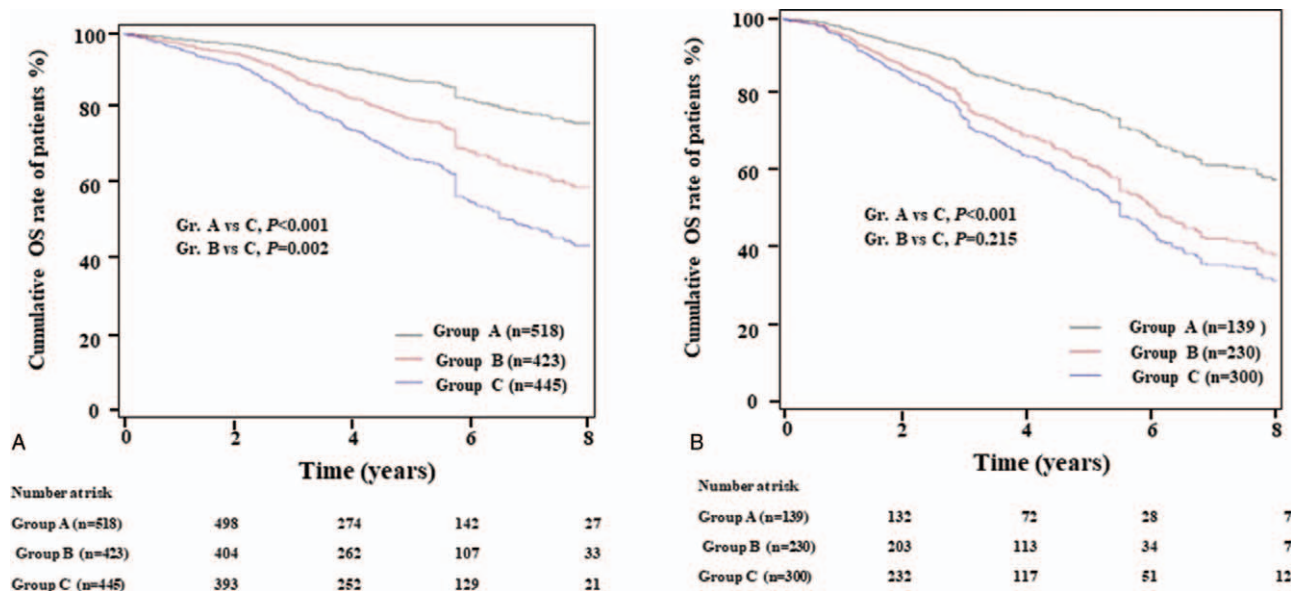 Cumulative OS rate of patients %)
100
80
60
40
20
0
Gr. A vs C, P<0.001
Gr. B vs C, P=0.002
Group A (n=518)
Group B (n=423)
Group C (n=445)
A
0 2 4 6 8
Time (years)
Number at risk
Group A (n=518) 498 274 142 27
Group B (n=423) 404 262 107 33
Group C (n=445) 393 252 129 21
Cumulative OS rate of patients %)
100
80
60
40
20
0
Gr. A vs C, P<0.001
Gr. B vs C, P=0.215
Group A (n=139 )
Group B (n=230)
Group C (n=300)
B
0 2 4 6 8
Time (years)
Number at risk
Group A (n=139) 132 72 28 7
Group B (n=230) 203 113 34 7
Group C (n=300) 232 117 51 12